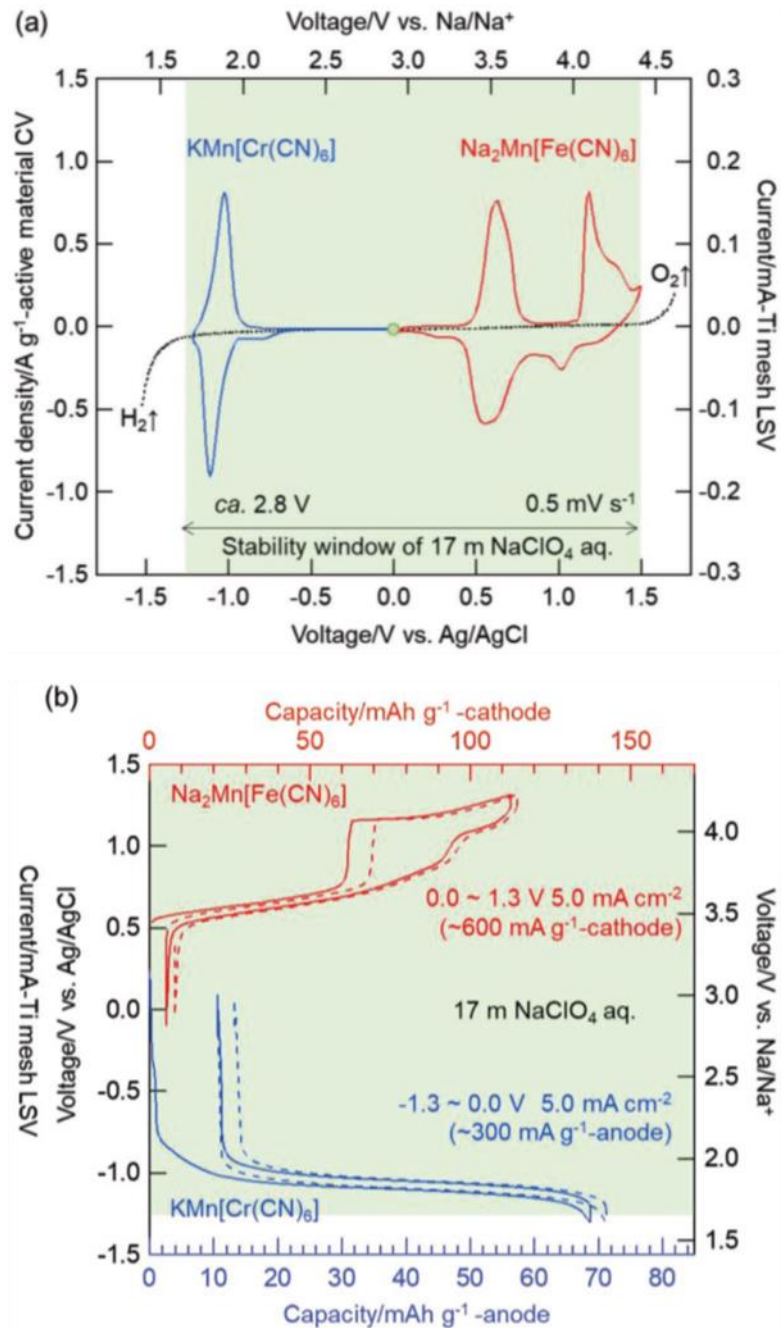 (a)
Voltage/V vs. Na/Na⁺
1.5 2.0 2.5 3.0 3.5 4.0 4.5
Current density/A g⁻¹-active material CV
1.5
1.0
0.5
0.0
-0.5
-1.0
-1.5
KMn[Cr(CN)₆]
Na₂Mn[Fe(CN)₆]
H₂↑
O₂↑
ca. 2.8 V
0.5 mV s⁻¹
Stability window of 17 m NaClO₄ aq.
0.3
0.2
0.1
0.0
-0.1
-0.2
-0.3
Current/mA-Ti mesh LSV
-1.5 -1.0 -0.5 0.0 0.5 1.0 1.5
Voltage/V vs. Ag/AgCl
(b)
Capacity/mAh g⁻¹ -cathode
0 50 100 150
Current/mA-Ti mesh LSV
Voltage/V vs. Ag/AgCl
1.5
1.0
0.5
0.0
-0.5
-1.0
-1.5
Na₂Mn[Fe(CN)₆]
0.0 ~ 1.3 V 5.0 mA cm⁻²
(~600 mA g⁻¹-cathode)
17 m NaClO₄ aq.
-1.3 ~ 0.0 V 5.0 mA cm⁻²
(~300 mA g⁻¹-anode)
KMn[Cr(CN)₆]
4.0
3.5
3.0
2.5
2.0
1.5
Voltage/V vs. Na/Na⁺
0 10 20 30 40 50 60 70 80
Capacity/mAh g⁻¹ -anode